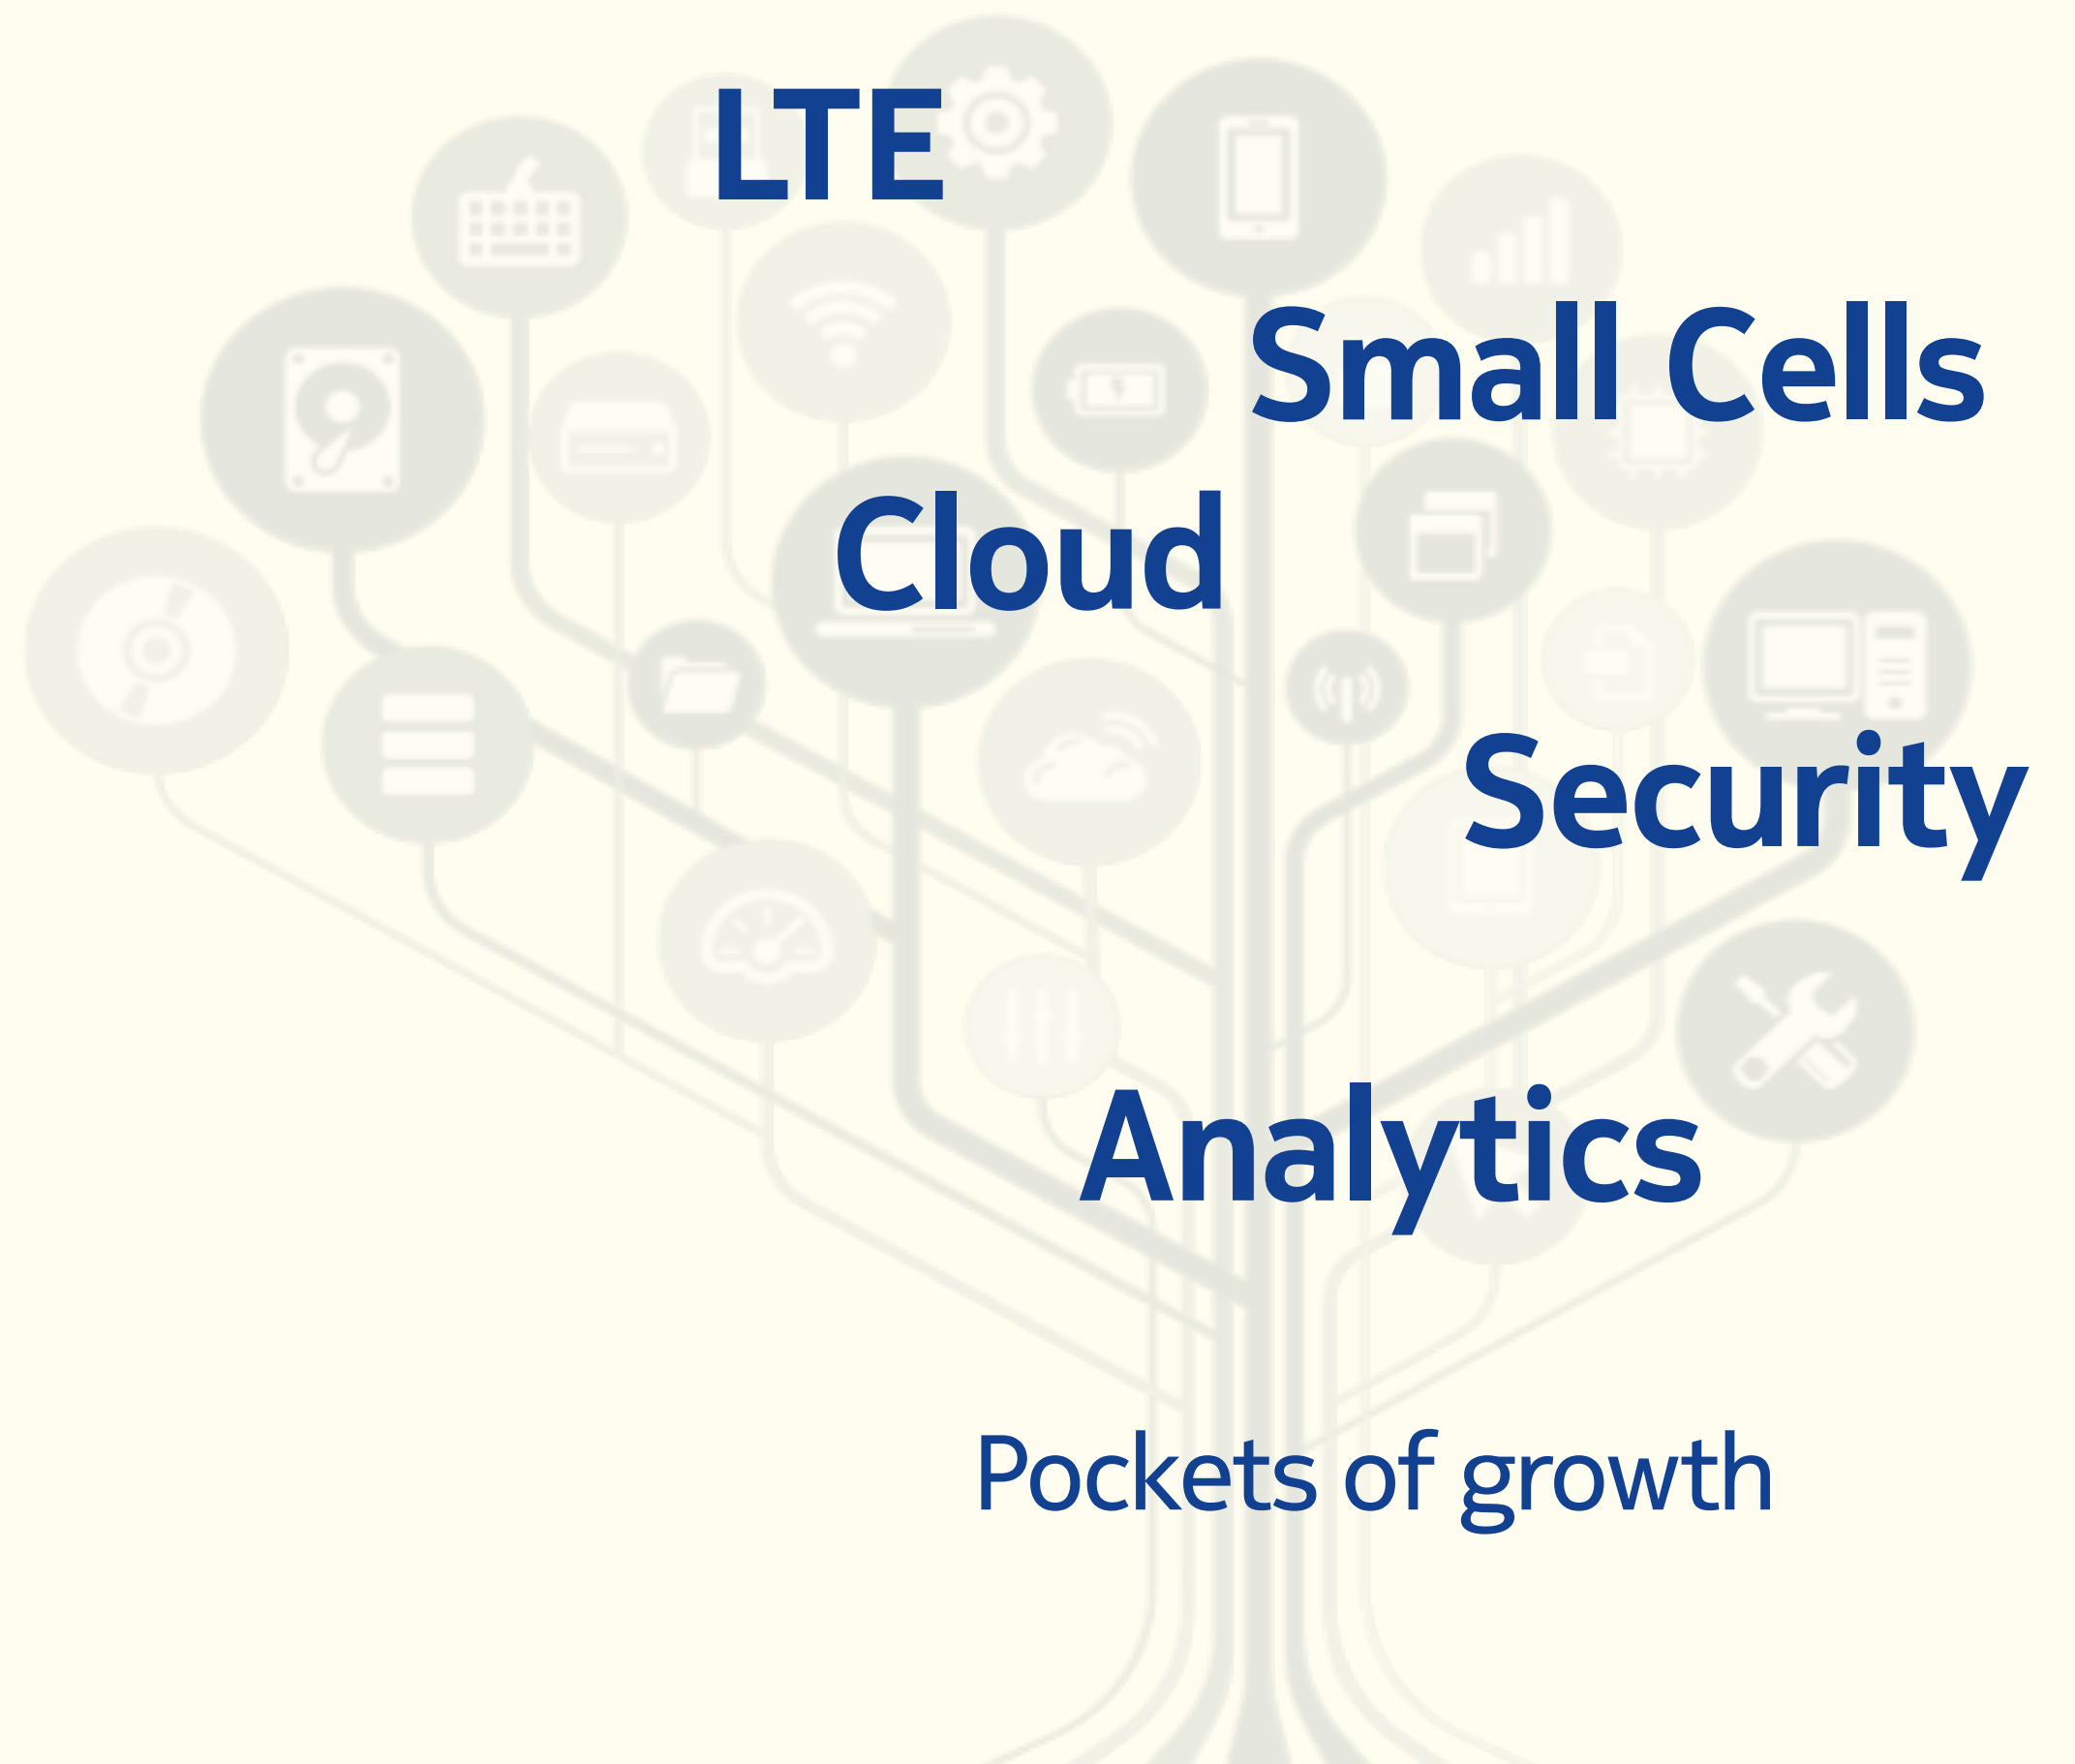 LTE
Small Cells
Cloud
Security
Analytics
Pockets of growth